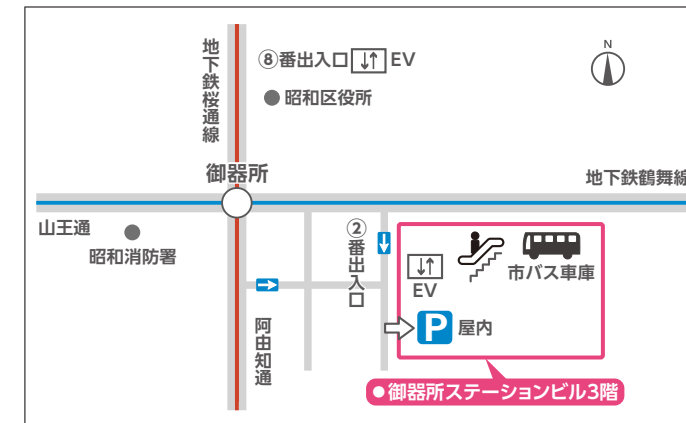 地下鉄桜通線
⑧番出入口 EV
昭和区役所
N
御器所
地下鉄鶴舞線
山王通
昭和消防署
②番出入口
EV
市バス車庫
P 屋内
阿由知通
●御器所ステーションビル3階